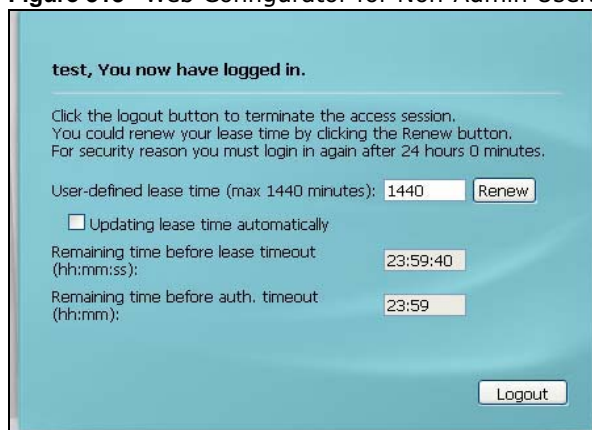 Web Configurator for Non-Admin Users
test, You now have logged in.
Click the logout button to terminate the access session.
You could renew your lease time by clicking the Renew button.
For security reason you must login in again after 24 hours 0 minutes.
User-defined lease time (max 1440 minutes): 1440 Renew
Updating lease time automatically
Remaining time before lease timeout
(hh:mm:ss): 23:59:40
Remaining time before auth. timeout
(hh:mm): 23:59
Logout